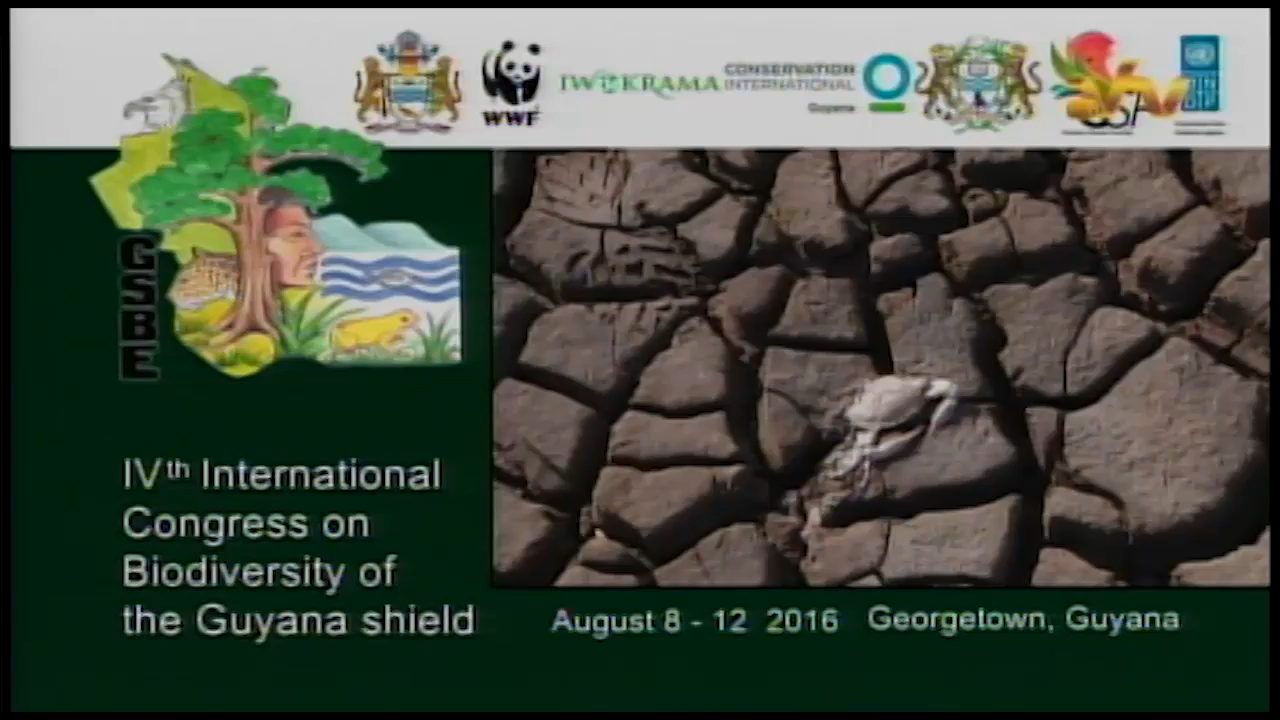 WWF
IWOKRAMA
CONSERVATION
INTERNATIONAL
Guyana
GSBE
IVth International
Congress on
Biodiversity of
the Guyana shield
August 8 - 12 2016 Georgetown, Guyana